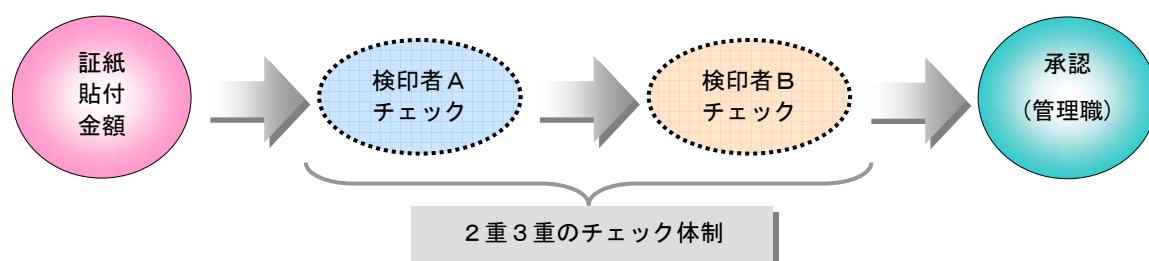 証紙
貼付
金額
検印者A
チェック
検印者B
チェック
承認
(管理職)
2重3重のチェック体制